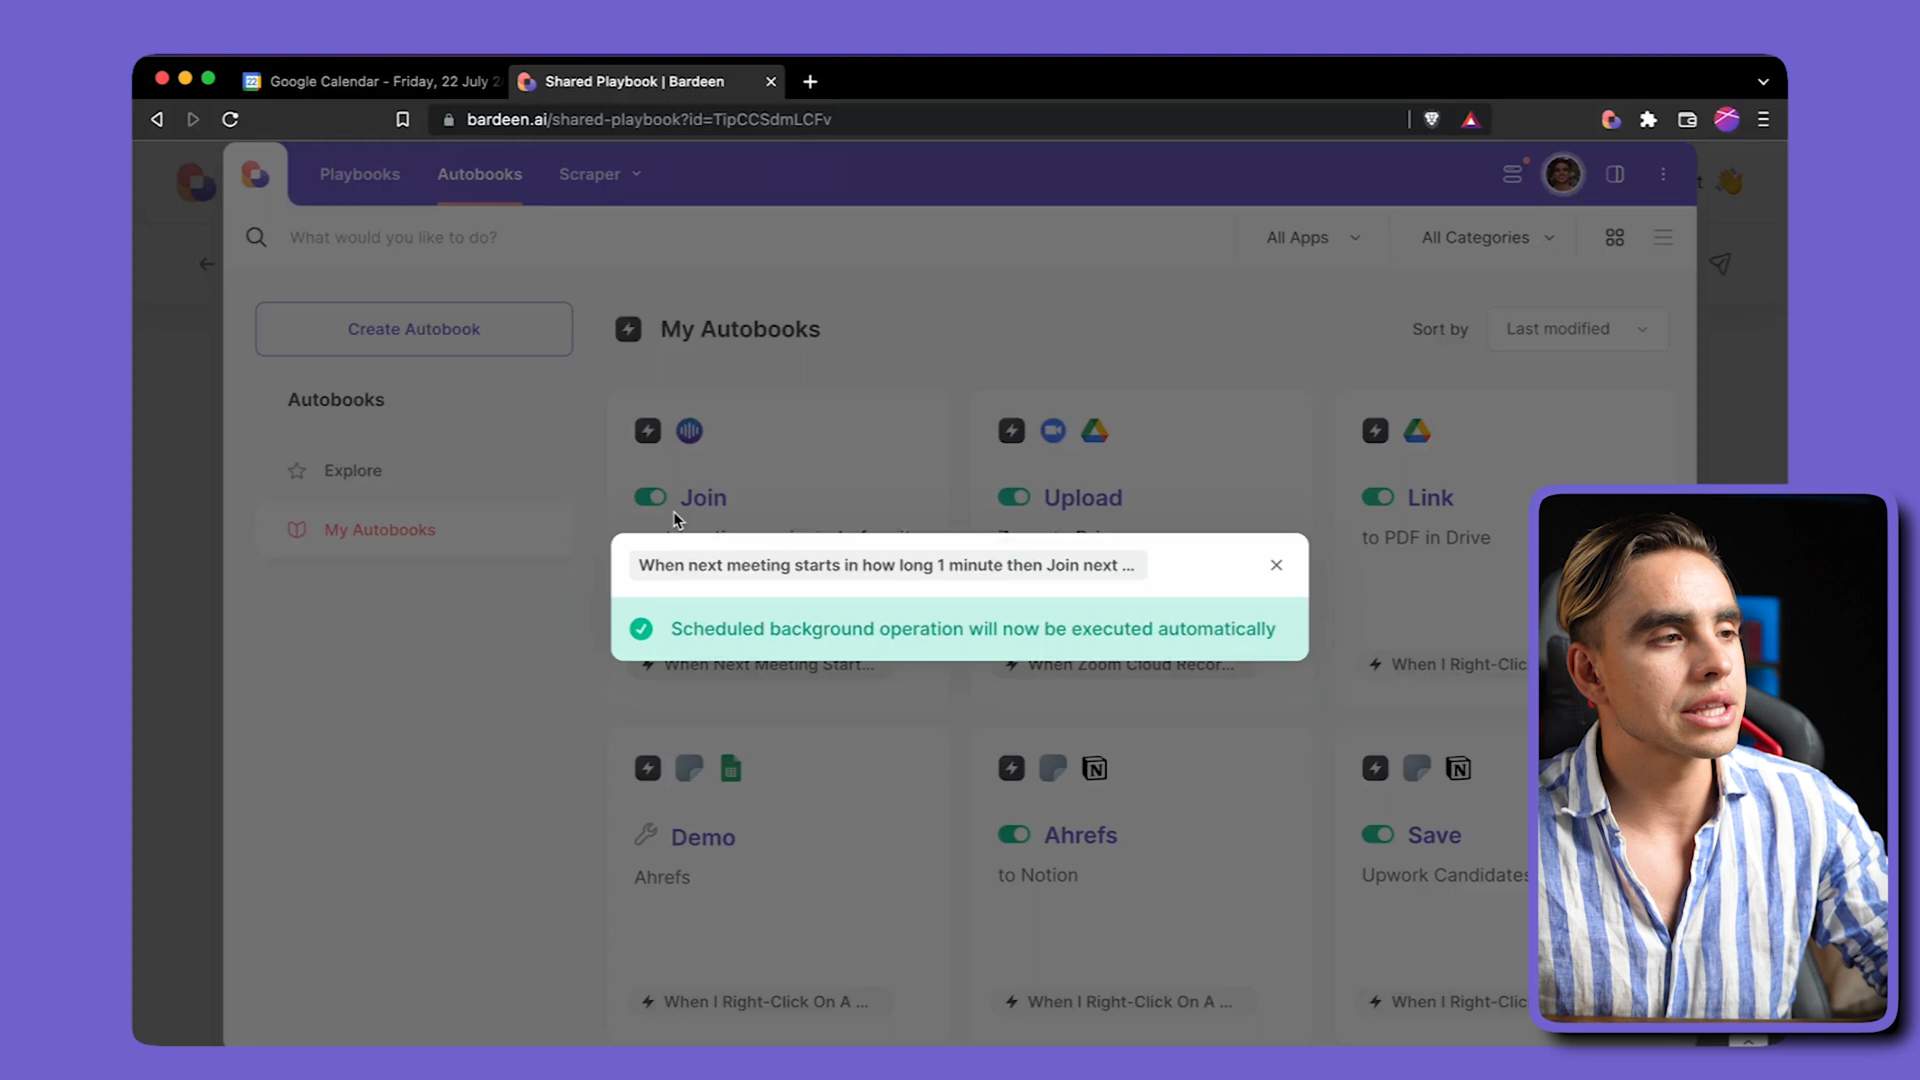 Google Calendar - Friday, 22 July 2
Shared Playbook | Bardeen
bardeen.ai/shared-playbook?id=TipCCSdmLCFv
Playbooks
Autobooks
Scraper
What would you like to do?
All Apps
All Categories
Create Autobook
My Autobooks
Sort by
Last modified
Autobooks
Explore
My Autobooks
Join
Upload
Link
to PDF in Drive
When next meeting starts in how long 1 minute then Join next ...
Scheduled background operation will now be executed automatically
When Next Meeting Start...
When Zoom Cloud Recor...
When I Right-Clic
Demo
Ahrefs
Ahrefs
to Notion
Save
Upwork Candidates
When I Right-Click On A ...
When I Right-Click On A ...
When I Right-Clic